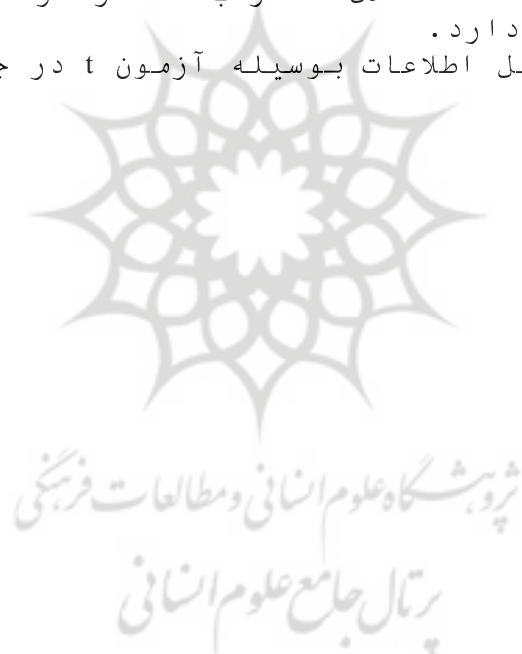 دارد.
ل اطلاعات بوسیله آزمون t در ج
پژوهشگاه علوم انسانی و مطالعات فرهنگی
پرتال جامع علوم انسانی